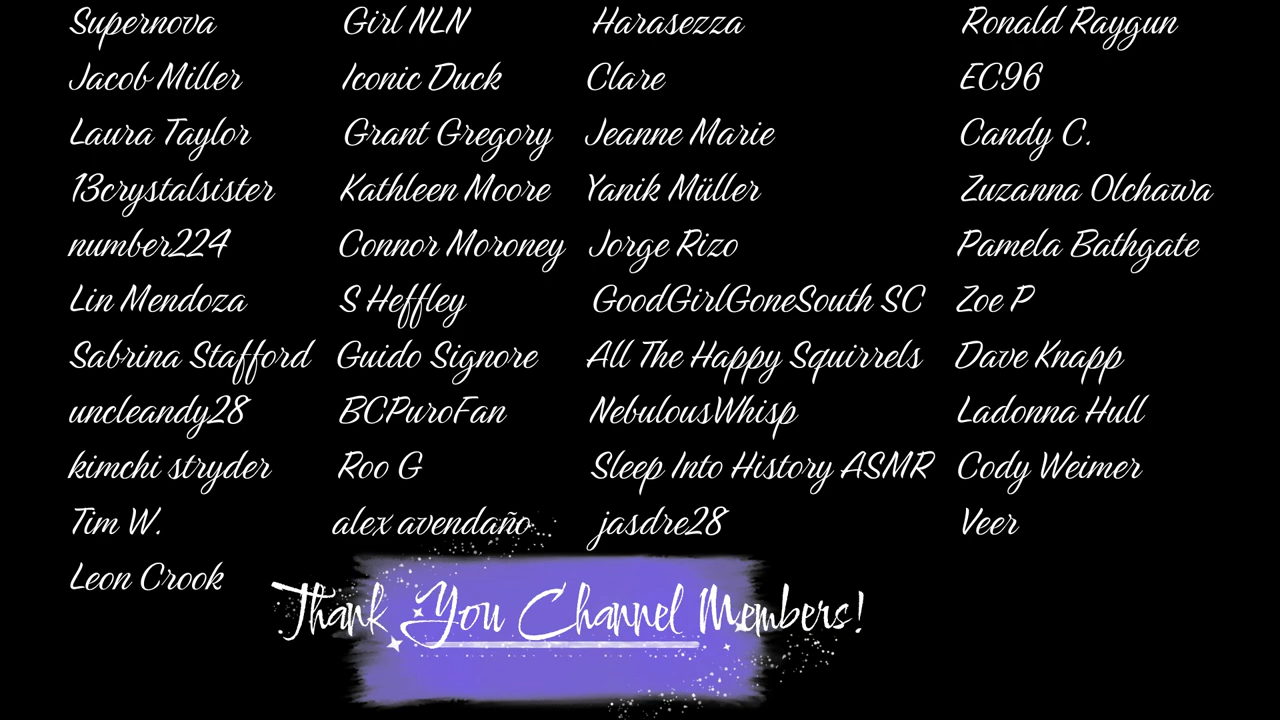 Supernova
Jacob Miller
Laura Taylor
13crystalsister
number224
Lin Mendoza
Sabrina Stafford
uncleandy28
kimchi stryder
Tim W.
Leon Crook
Girl NLN
Iconic Duck
Grant Gregory
Kathleen Moore
Connor Moroney
S Heffley
Guido Signore
BCPuroFan
Roo G
alex avendaño
Harasezza
Clare
Jeanne Marie
Yanik Müller
Jorge Rizo
GoodGirlGoneSouth SC
All The Happy Squirrels
NebulousWhisp
Sleep Into History ASMR
jasdre28
Ronald Raygun
EC96
Candy C.
Zuzanna Olchawa
Pamela Bathgate
Zoe P
Dave Knapp
Ladonna Hull
Cody Weimer
Veer
Thank You Channel Members!